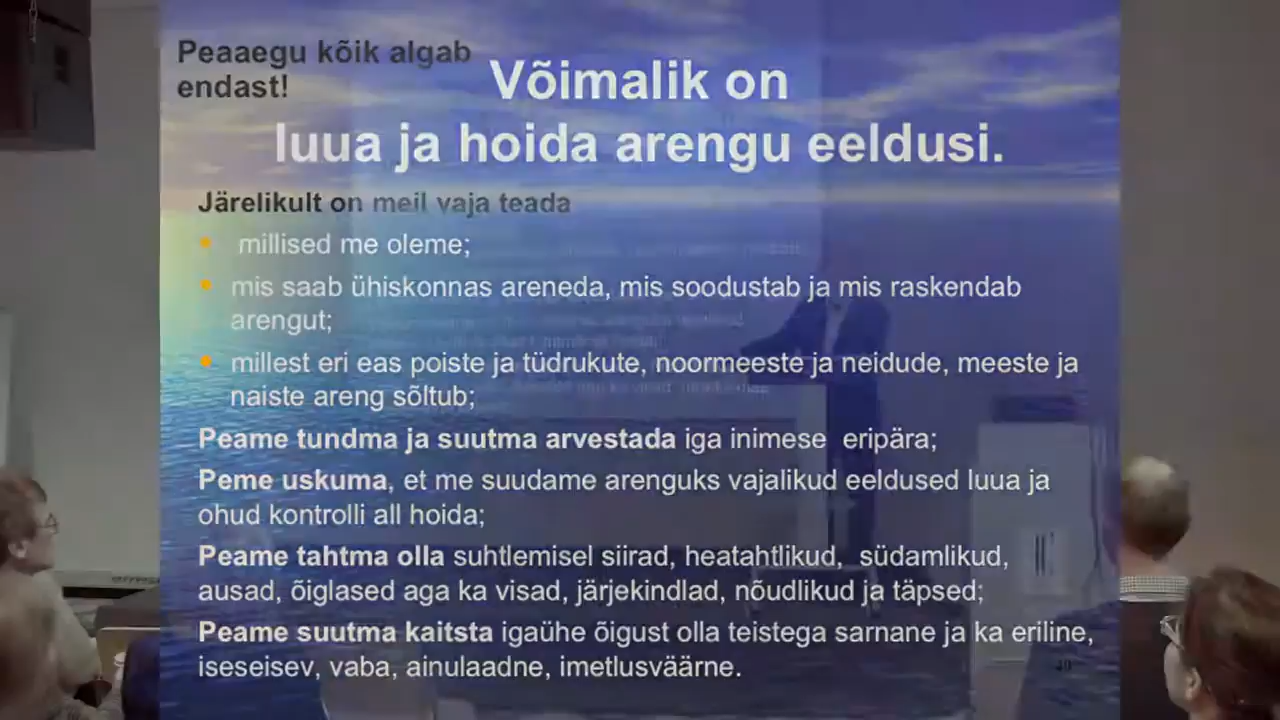 Peaaegu kõik algab
endast!
Võimalik on
luua ja hoida arengu eeldusi.
Järelikult on meil vaja teada
• millised me oleme;
• mis saab ühiskonnas areneda, mis soodustab ja mis raskendab
arengut;
• millest eri eas poiste ja tüdrukute, noormeeste ja neidude, meeste ja
naiste areng sõltub;
Peame tundma ja suutma arvestada iga inimese eripära;
Peme uskuma, et me suudame arenguks vajalikud eeldused luua ja
ohud kontrolli all hoida;
Peame tahtma olla suhtlemisel siirad, heatahtlikud, südamlikud,
ausad, õiglased aga ka visad, järjekindlad, nõudlikud ja täpsed;
Peame suutma kaitsta igaühe õigust olla teistega sarnane ja ka eriline,
iseseisev, vaba, ainulaadne, imetlusväärne.